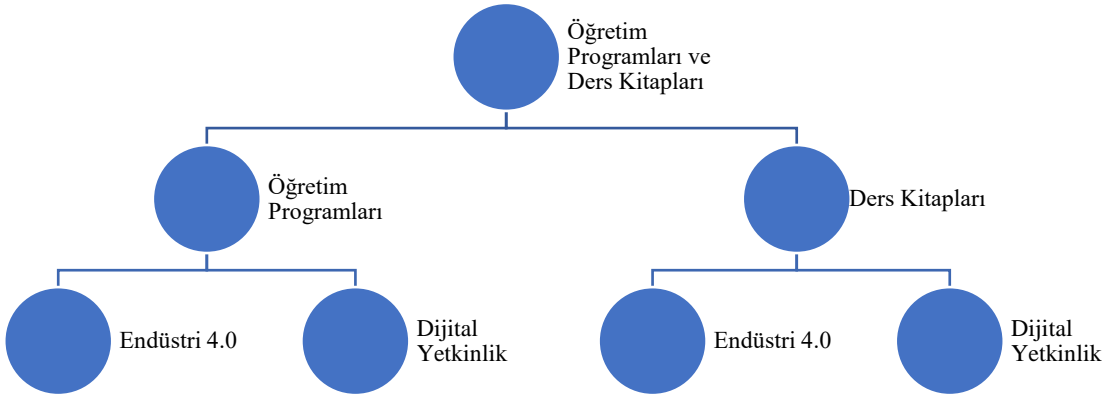 Öğretim
Programları ve
Ders Kitapları
Öğretim
Programları
Ders Kitapları
Endüstri 4.0
Dijital
Yetkinlik
Endüstri 4.0
Dijital
Yetkinlik